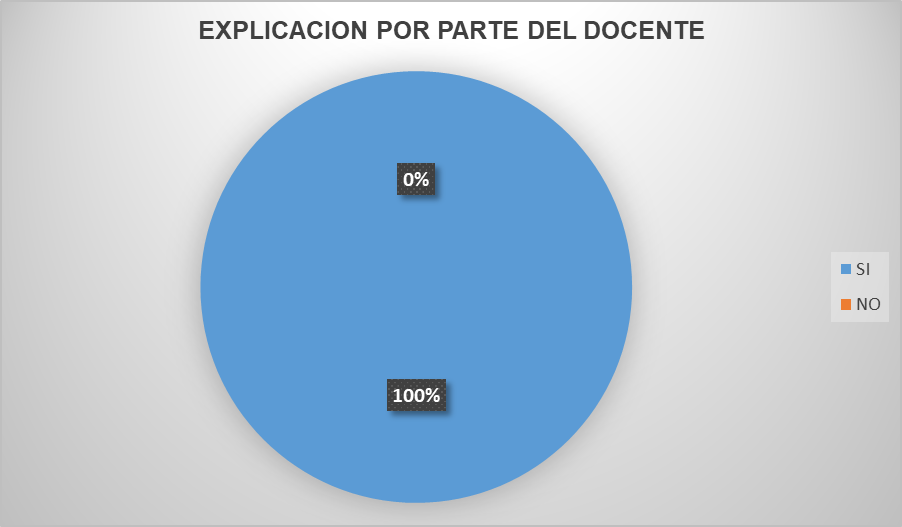 EXPLICACION POR PARTE DEL DOCENTE
0%
SI
NO
100%